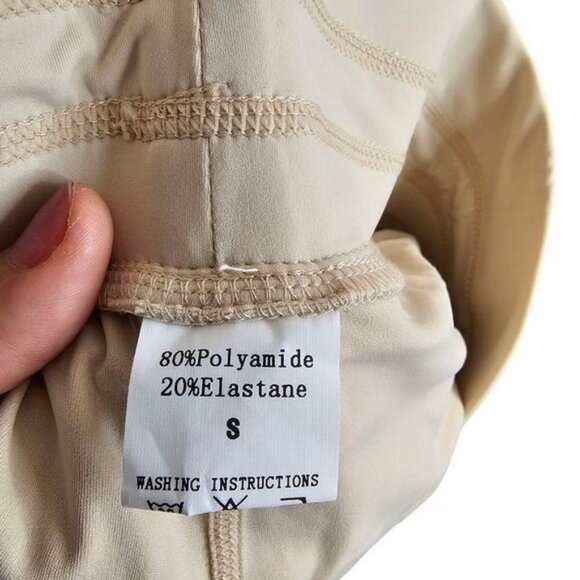 80%Polyamide
20%Elastane
S
WASHING INSTRUCTIONS